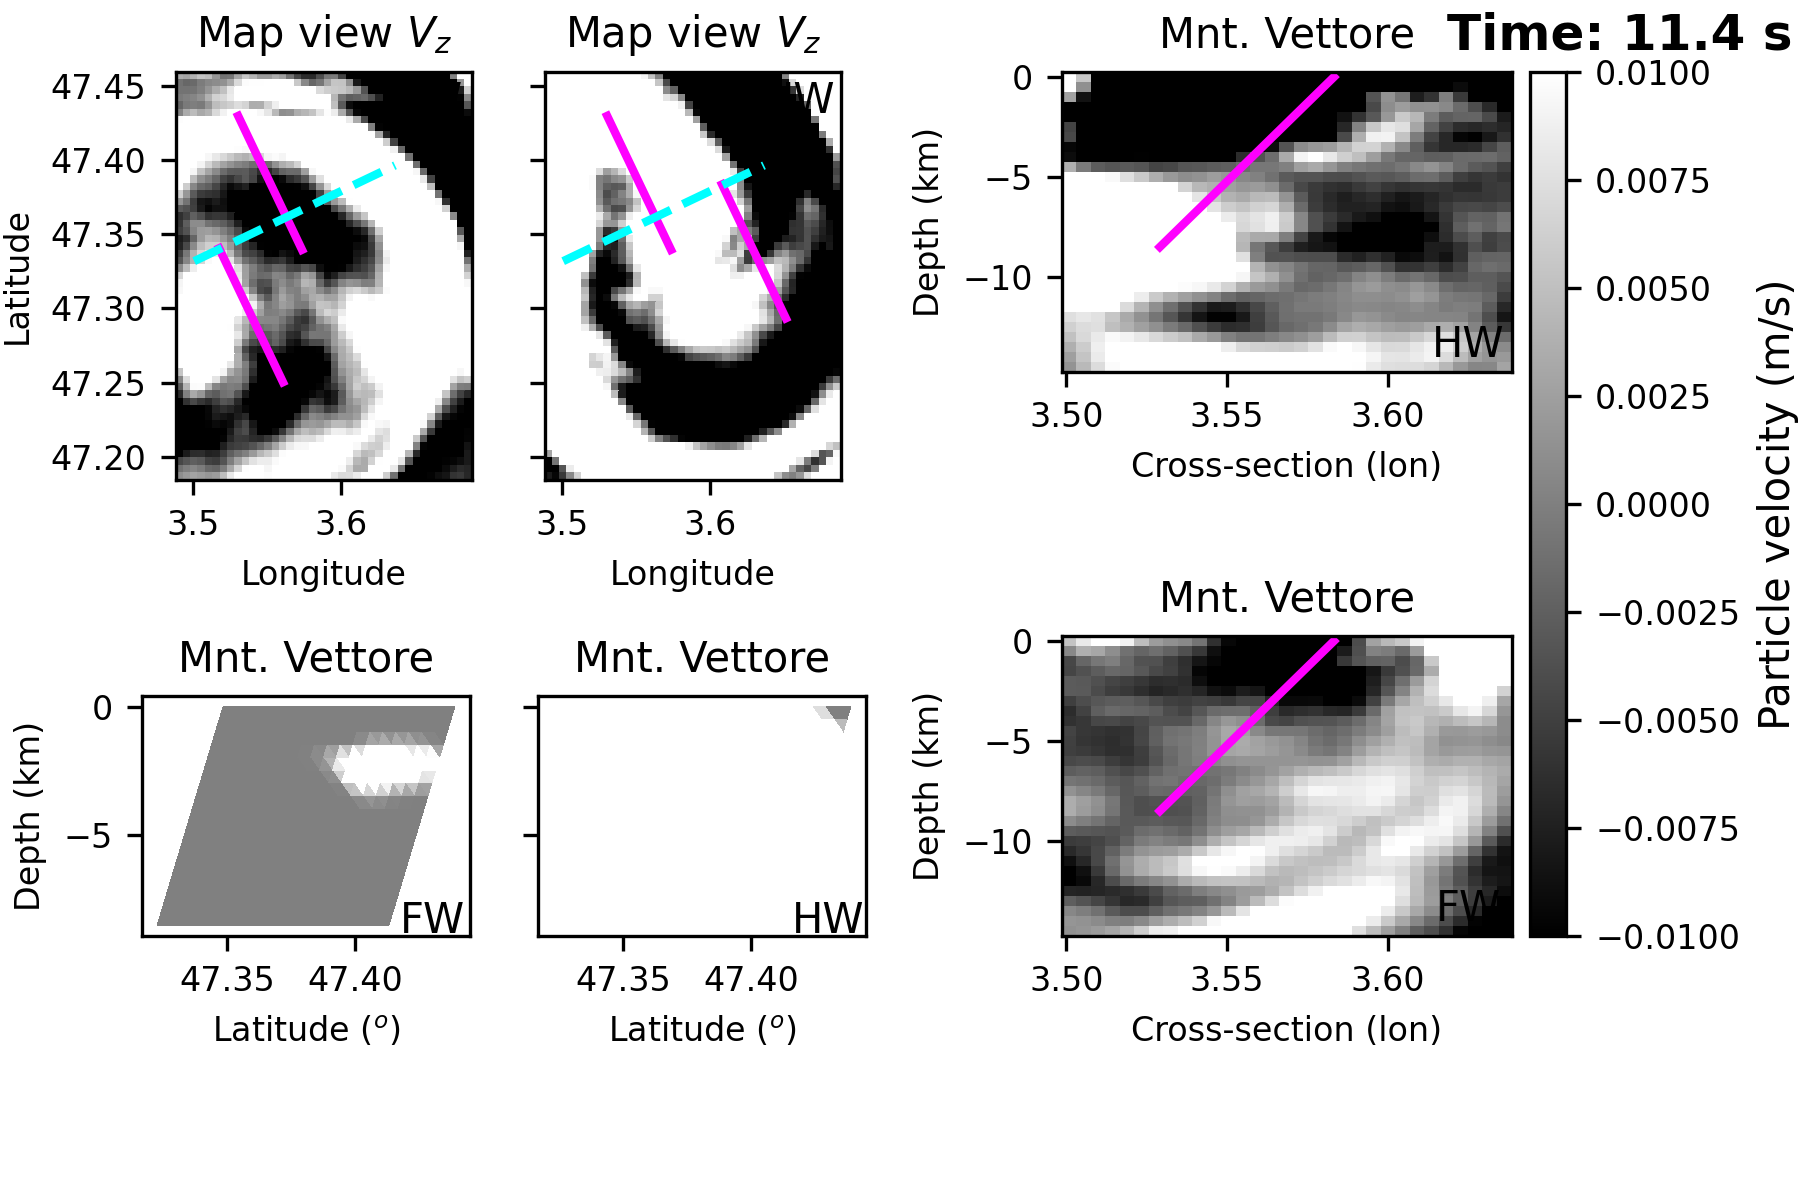 Map view Vz
Map view Vz
Mnt. Vettore
Time: 11.4 s
47.45
47.40
47.35
47.30
47.25
47.20
Latitude
3.5
3.6
Longitude
W
3.5
3.6
Longitude
0
−5
−10
Depth (km)
HW
3.50
3.55
3.60
Cross-section (lon)
0.0100
0.0075
0.0050
0.0025
0.0000
−0.0025
−0.0050
−0.0075
−0.0100
Particle velocity (m/s)
Mnt. Vettore
0
−5
Depth (km)
FW
47.35
47.40
Latitude (o)
Mnt. Vettore
HW
47.35
47.40
Latitude (o)
Mnt. Vettore
0
−5
−10
Depth (km)
FW
3.50
3.55
3.60
Cross-section (lon)